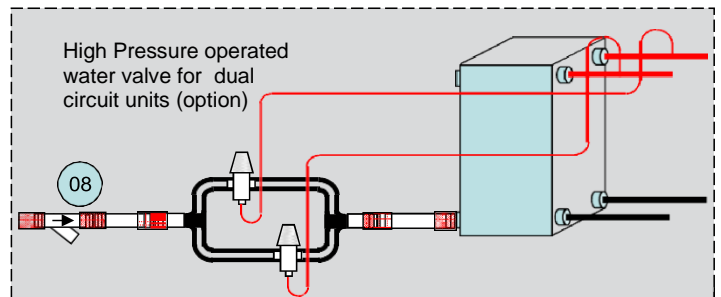 High Pressure operated
water valve for dual
circuit units (option)
08